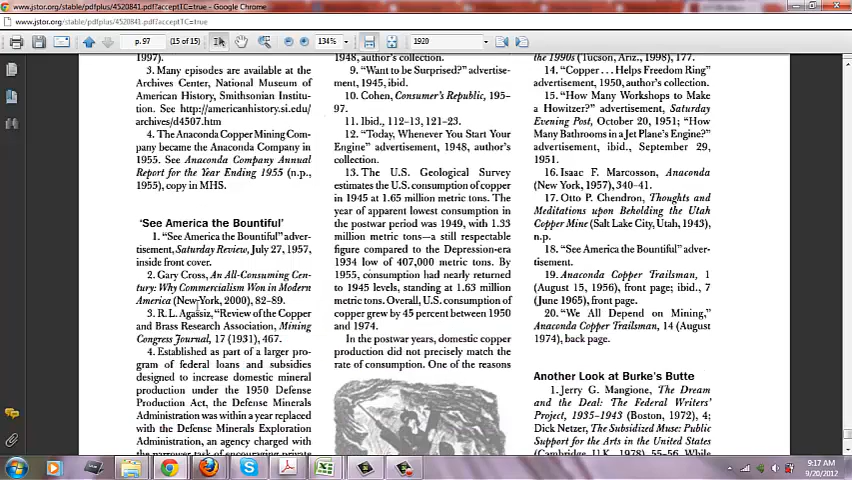 www.jstor.org/stable/pdfplus/4520841.pdf?acceptTC=true - Google Chrome
www.jstor.org/stable/pdfplus/4520841.pdf?acceptTC=true
p. 97
(15 of 15)
134%
1920
1997).
3. Many episodes are available at the
Archives Center, National Museum of
American History, Smithsonian Institu-
tion. See http://americanhistory.si.edu/
archives/d4507.htm
4. The Anaconda Copper Mining Com-
pany became the Anaconda Company in
1955. See Anaconda Company Annual
Report for the Year Ending 1955 (n.p.,
1955), copy in MHS.
'See America the Bountiful'
1. "See America the Bountiful" adver-
tisement, Saturday Review, July 27, 1957,
inside front cover.
2. Gary Cross, An All-Consuming Cen-
tury: Why Commercialism Won in Modern
America (New York, 2000), 82–89.
3. R. L. Agassiz, "Review of the Copper
and Brass Research Association, Mining
Congress Journal, 17 (1931), 467.
4. Established as part of a larger pro-
gram of federal loans and subsidies
designed to increase domestic mineral
production under the 1950 Defense
Production Act, the Defense Minerals
Administration was within a year replaced
with the Defense Minerals Exploration
Administration, an agency charged with
the narrower task of encouraging private
1948, author's collection.
9. "Want to be Surprised?" advertise-
ment, 1945, ibid.
10. Cohen, Consumer's Republic, 195–
97.
11. Ibid., 112–13, 121–23.
12. "Today, Whenever You Start Your
Engine" advertisement, 1948, author's
collection.
13. The U.S. Geological Survey
estimates the U.S. consumption of copper
in 1945 at 1.65 million metric tons. The
year of apparent lowest consumption in
the postwar period was 1949, with 1.33
million metric tons—a still respectable
figure compared to the Depression-era
1934 low of 407,000 metric tons. By
1955, consumption had nearly returned
to 1945 levels, standing at 1.63 million
metric tons. Overall, U.S. consumption of
copper grew by 45 percent between 1950
and 1974.
In the postwar years, domestic copper
production did not precisely match the
rate of consumption. One of the reasons
the 1990s (Tucson, Ariz., 1998), 177.
14. "Copper . . . Helps Freedom Ring"
advertisement, 1950, author's collection.
15. "How Many Workshops to Make
a Howitzer?" advertisement, Saturday
Evening Post, October 20, 1951; "How
Many Bathrooms in a Jet Plane's Engine?"
advertisement, ibid., September 29,
1951.
16. Isaac F. Marcosson, Anaconda
(New York, 1957), 340–41.
17. Otto P. Chendron, Thoughts and
Meditations upon Beholding the Utah
Copper Mine (Salt Lake City, Utah, 1943),
n.p.
18. "See America the Bountiful" adver-
tisement.
19. Anaconda Copper Trailsman, 1
(August 15, 1956), front page; ibid., 7
(June 1965), front page.
20. "We All Depend on Mining,"
Anaconda Copper Trailsman, 14 (August
1974), back page.
Another Look at Burke's Butte
1. Jerry G. Mangione, The Dream
and the Deal: The Federal Writers'
Project, 1935–1943 (Boston, 1972), 4;
Dick Netzer, The Subsidized Muse: Public
Support for the Arts in the United States
(Cambridge, U.K., 1978), 55–56. While
9:17 AM
9/20/2012